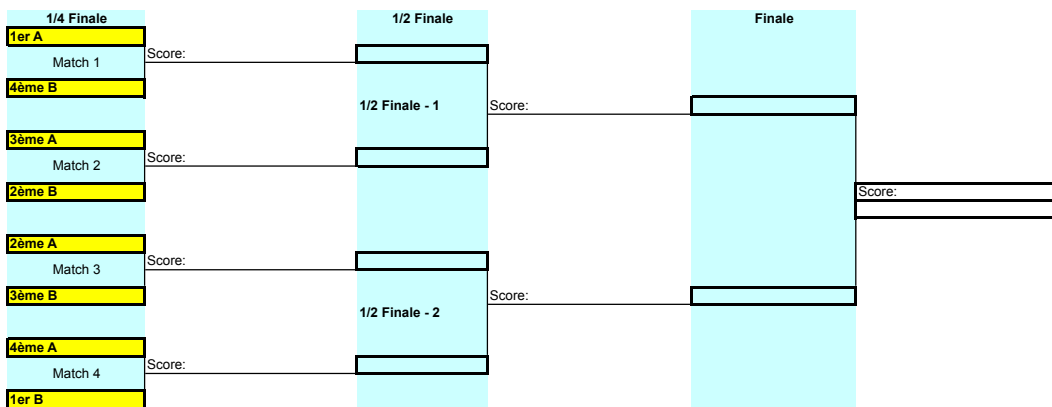 1/4 Finale
1/2 Finale
Finale
1er A
Match 1
Score:
4ème B
1/2 Finale - 1
Score:
3ème A
Match 2
Score:
2ème B
Score:
2ème A
Match 3
Score:
3ème B
1/2 Finale - 2
Score:
4ème A
Match 4
Score:
1er B